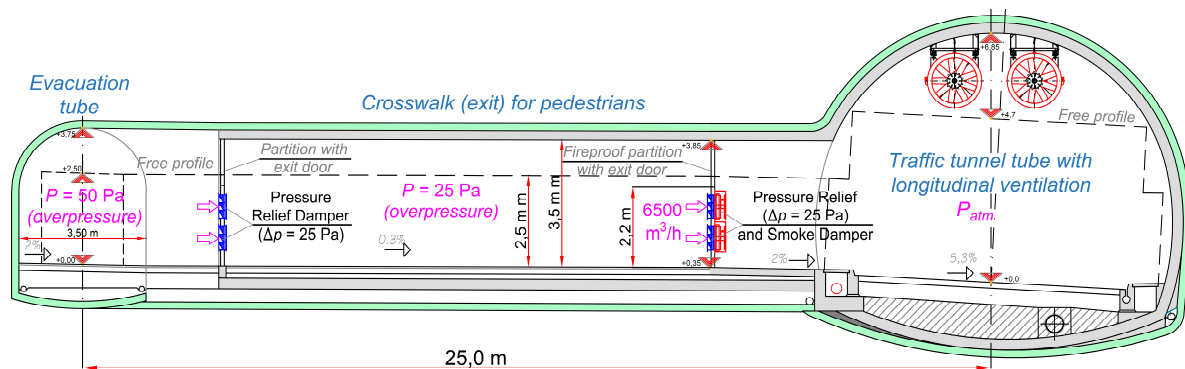 Evacuation
tube
+3,75
+2,50
P = 50 Pa
(overpressure)
3,50 m
2%
+0,00
Crosswalk (exit) for pedestrians
Free profile
Partition with
exit door
Pressure
Relief Damper
(Δp = 25 Pa)
P = 25 Pa
(overpressure)
0.3%
2,5 m m
3,5 m m
2,2 m
Fireproof partition
with exit door
+3,85
6500
m³/h
+0,35
Pressure Relief
(Δp = 25 Pa)
and Smoke Damper
2%
+6,85
+4,7
Free profile
Traffic tunnel tube with
longitudinal ventilation
Patm
5,3%
+0,0
25,0 m